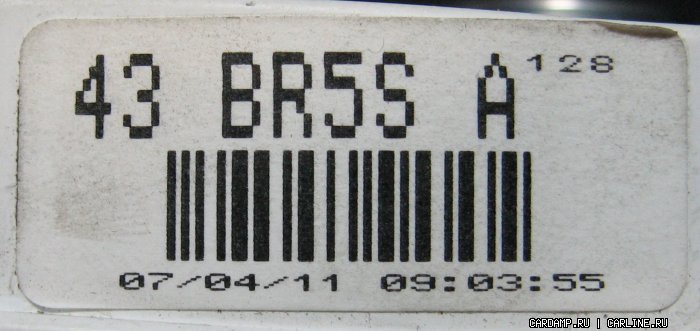 43 BR5S A 128
07/04/11 09:03:55
CARDAMP.RU | CARLINE.RU